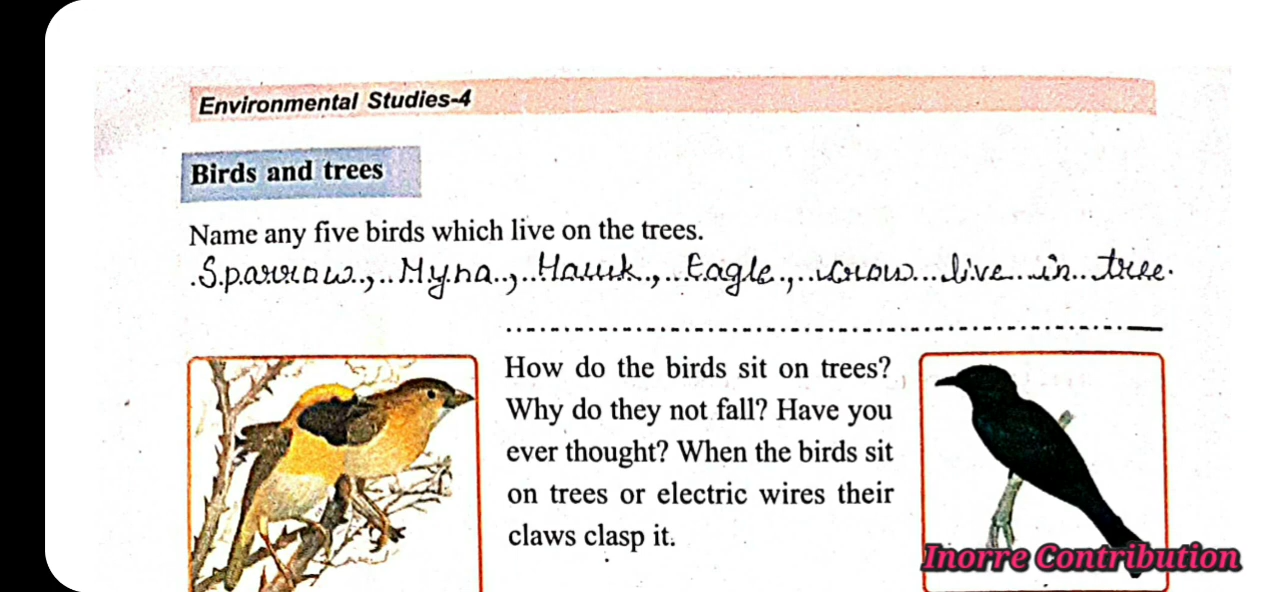 Environmental Studies-4
Birds and trees
Name any five birds which live on the trees.
Sparrow, Myna, Hawk, Eagle, crow live in tree.
How do the birds sit on trees?
Why do they not fall? Have you
ever thought? When the birds sit
on trees or electric wires their
claws clasp it.
Inorre Contribution